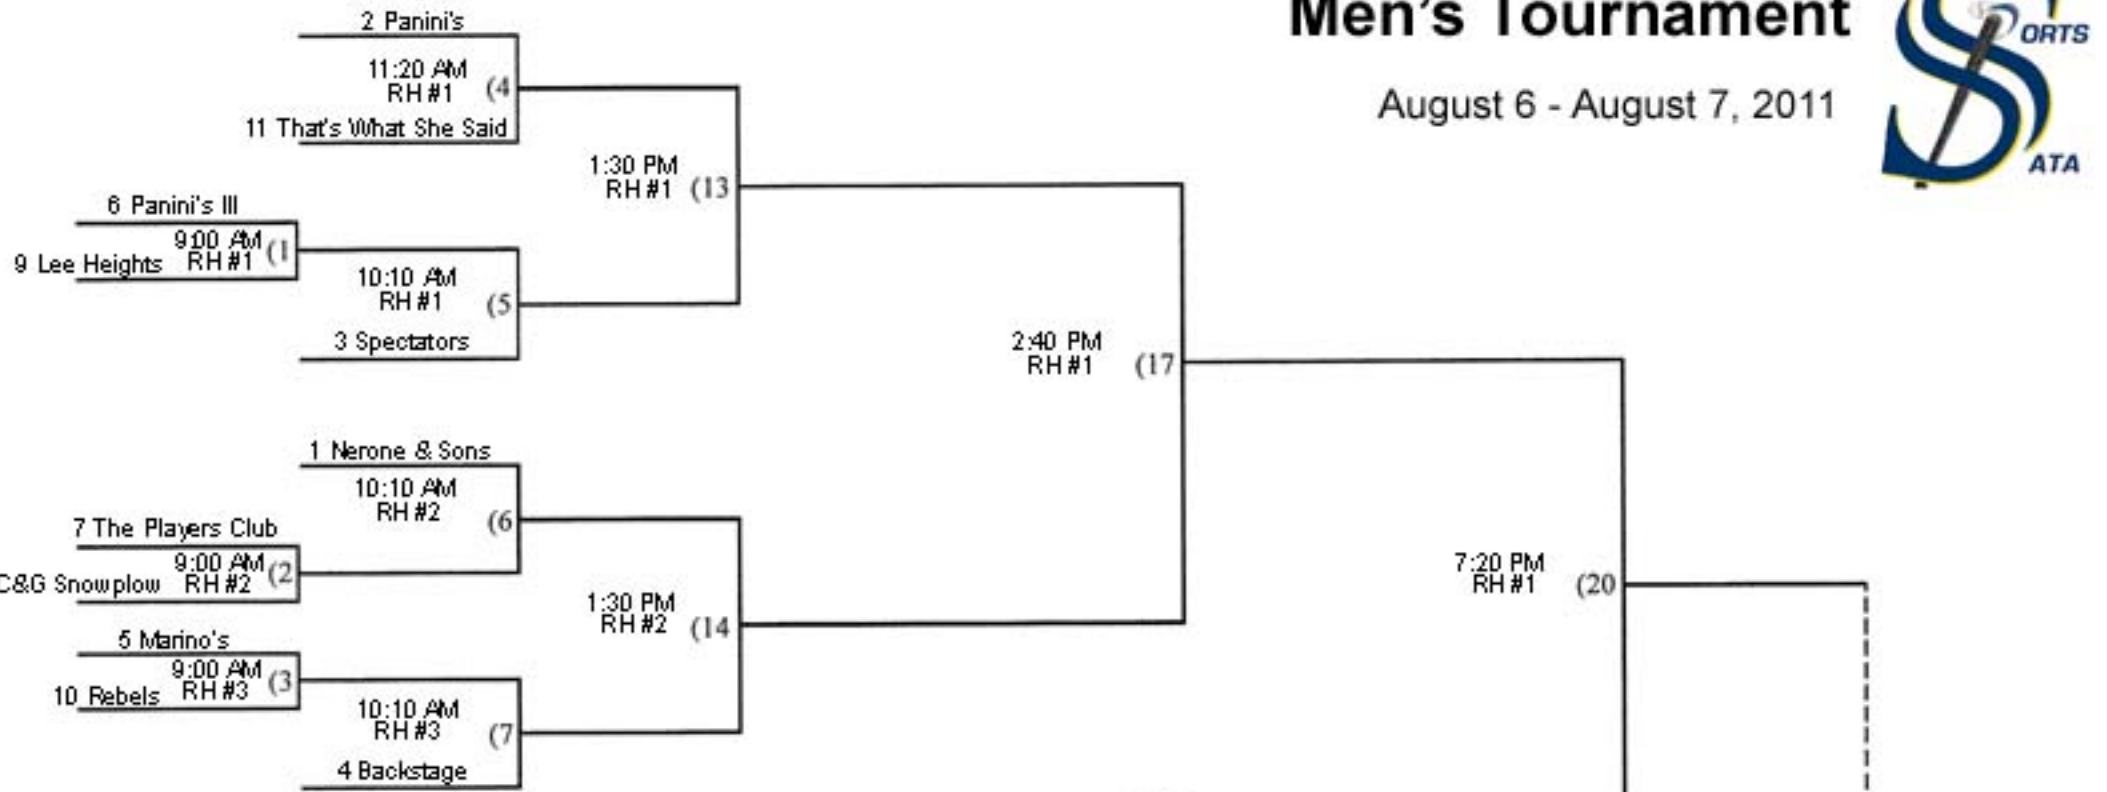 Men's Tournament
August 6 - August 7, 2011
ORTS
ATA
2 Panini's
11:20 AM
RH #1 (4
11 That's What She Said
1:30 PM
RH #1 (13
6 Panini's III
9:00 AM
RH #1 (1
9 Lee Heights
10:10 AM
RH #1 (5
3 Spectators
2:40 PM
RH #1 (17
1 Nerone & Sons
10:10 AM
RH #2 (6
7 The Players Club
9:00 AM
RH #2 (2
C&G Snowplow
1:30 PM
RH #2 (14
7:20 PM
RH #1 (20
5 Marino's
9:00 AM
RH #3 (3
10 Rebels
10:10 AM
RH #3 (7
4 Backstage